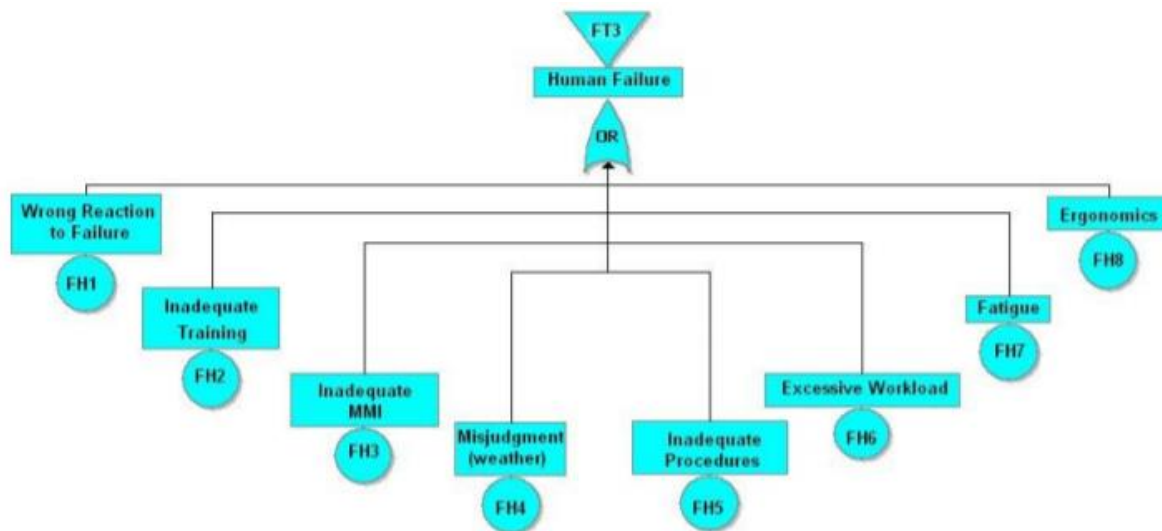 FT3
Human Failure
OR
Wrong Reaction
to Failure
FH1
Inadequate
Training
FH2
Inadequate
MMI
FH3
Misjudgment
(weather)
FH4
Inadequate
Procedures
FH5
Excessive Workload
FH6
Fatigue
FH7
Ergonomics
FH8